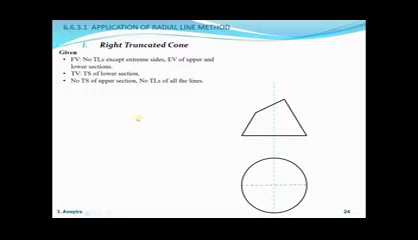 6.6.3.1 APPLICATION OF RADIAL LINE METHOD
1. Right Truncated Cone
Given
• FV: No TLs except extreme sides, EV of upper and
lower sections.
• TV: TS of lower section.
• No TS of upper section, No TLs of all the lines.
24